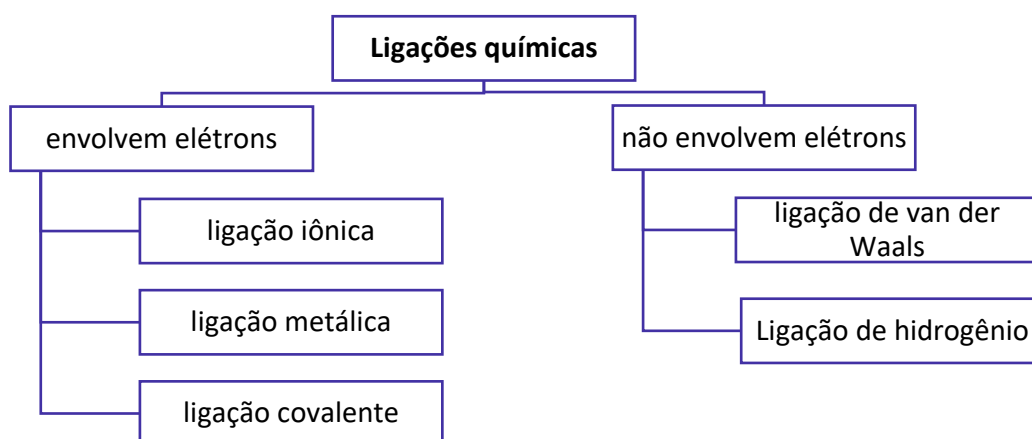 Ligações químicas
envolvem elétrons
não envolvem elétrons
ligação iônica
ligação metálica
ligação covalente
ligação de van der
Waals
Ligação de hidrogênio